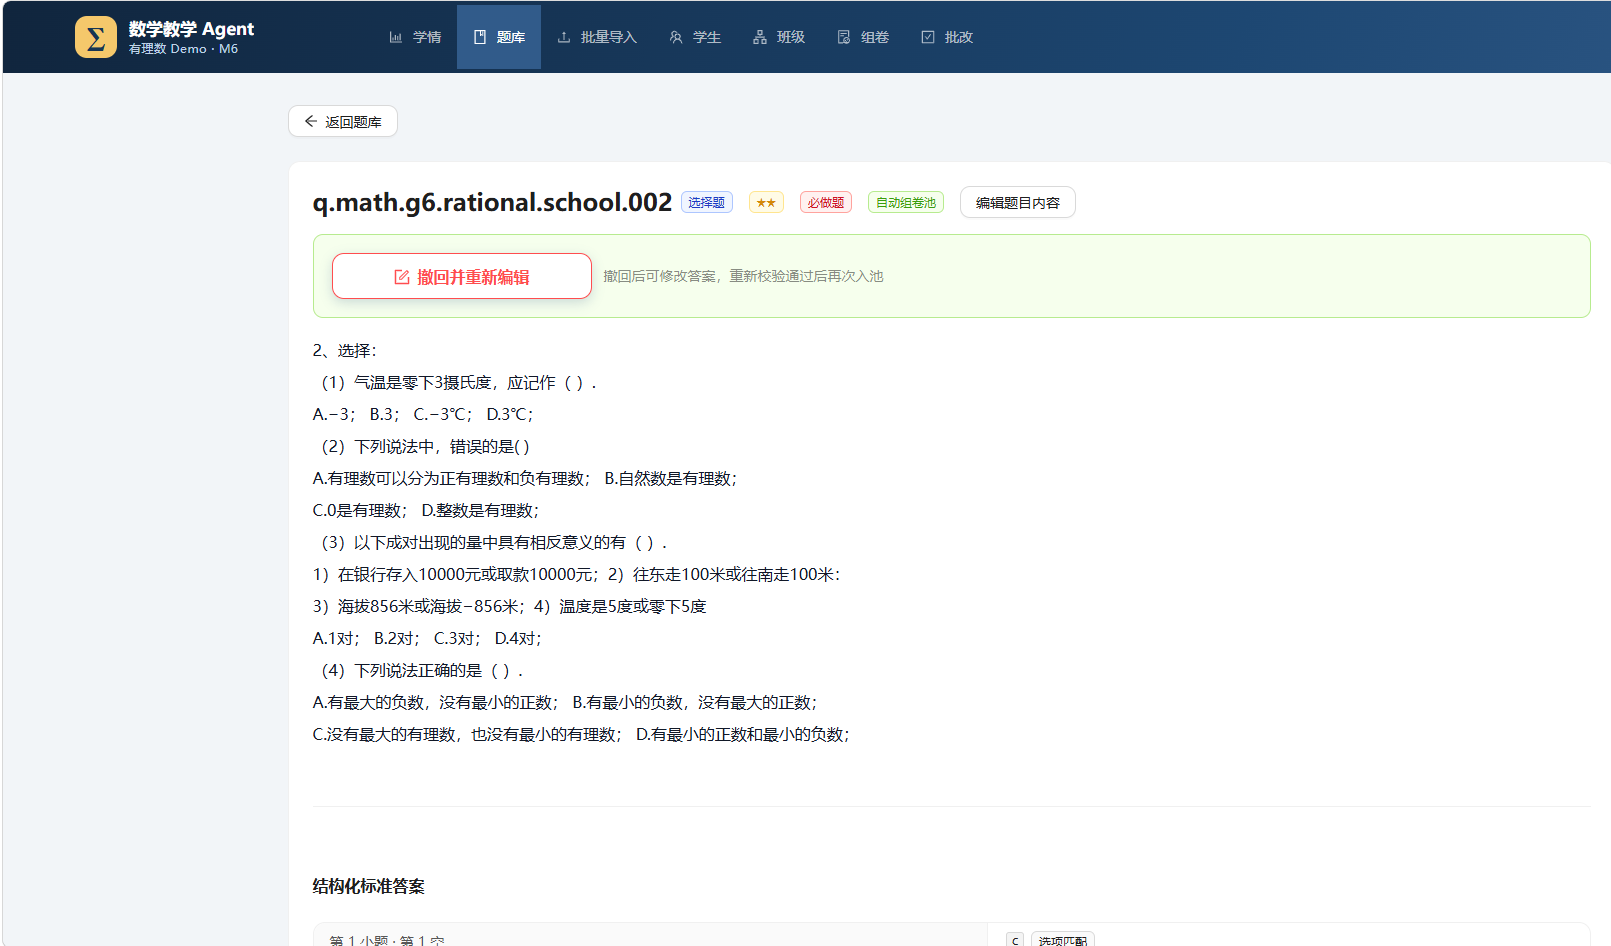 数学教学 Agent
有理数 Demo · M6
学情
题库
批量导入
学生
班级
组卷
批改
返回题库
q.math.g6.rational.school.002
选择题
★★
必做题
自动组卷池
编辑题目内容
撤回并重新编辑
撤回后可修改答案，重新校验通过后再次入池
2、选择：
（1）气温是零下3摄氏度，应记作（ ）.
A.−3； B.3； C.−3℃； D.3℃；
（2）下列说法中，错误的是( )
A.有理数可以分为正有理数和负有理数； B.自然数是有理数；
C.0是有理数； D.整数是有理数；
（3）以下成对出现的量中具有相反意义的有（ ）.
1）在银行存入10000元或取款10000元；2）往东走100米或往南走100米：
3）海拔856米或海拔−856米；4）温度是5度或零下5度
A.1对； B.2对； C.3对； D.4对；
（4）下列说法正确的是（ ）.
A.有最大的负数，没有最小的正数； B.有最小的负数，没有最大的正数；
C.没有最大的有理数，也没有最小的有理数； D.有最小的正数和最小的负数；
结构化标准答案
第 1 小题 · 第 1 空
C
选项匹配